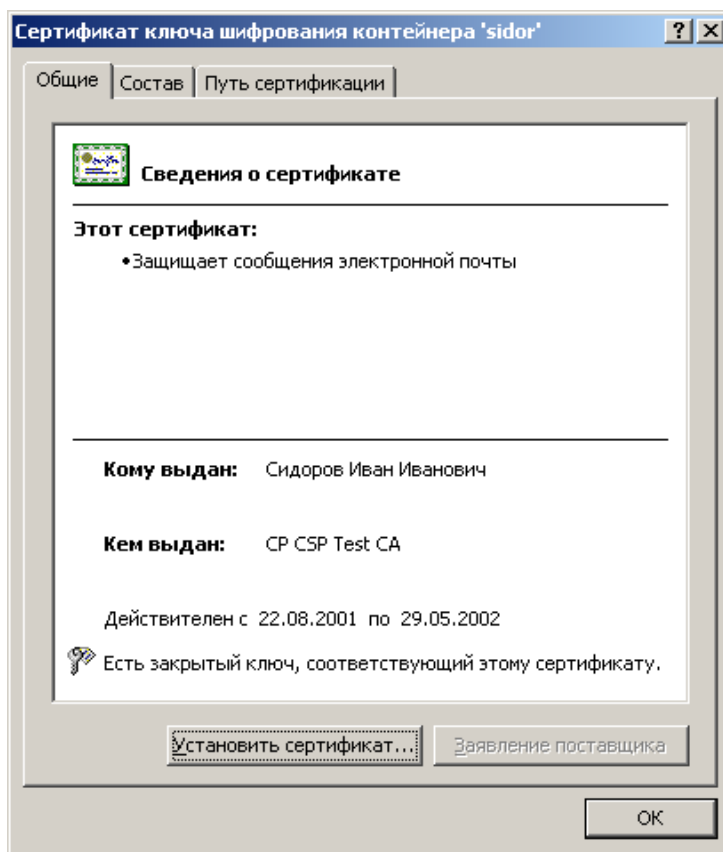 Сертификат ключа шифрования контейнера 'sidor'
Общие Состав Путь сертификации
Сведения о сертификате
Этот сертификат:
•Защищает сообщения электронной почты
Кому выдан: Сидоров Иван Иванович
Кем выдан: CP CSP Test CA
Действителен с 22.08.2001 по 29.05.2002
Есть закрытый ключ, соответствующий этому сертификату.
Установить сертификат... Заявление поставщика
ОК